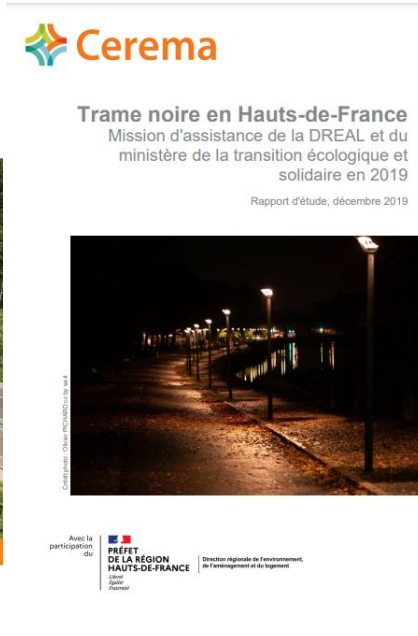 Cerema
Trame noire en Hauts-de-France
Mission d'assistance de la DREAL et du
ministère de la transition écologique et
solidaire en 2019
Rapport d'étude, décembre 2019
Crédit photo : Olivier PICHARD cc by sa 4
Avec la
participation
du
PRÉFET
DE LA RÉGION
HAUTS-DE-FRANCE
Liberté
Égalité
Fraternité
Direction régionale de l'environnement,
de l'aménagement et du logement